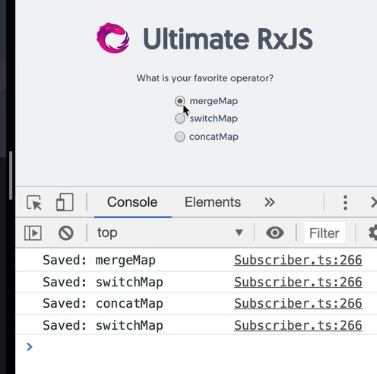 Ultimate RxJS
What is your favorite operator?
mergeMap
switchMap
concatMap
Console Elements »
top Filter
Saved: mergeMap Subscriber.ts:266
Saved: switchMap Subscriber.ts:266
Saved: concatMap Subscriber.ts:266
Saved: switchMap Subscriber.ts:266
>